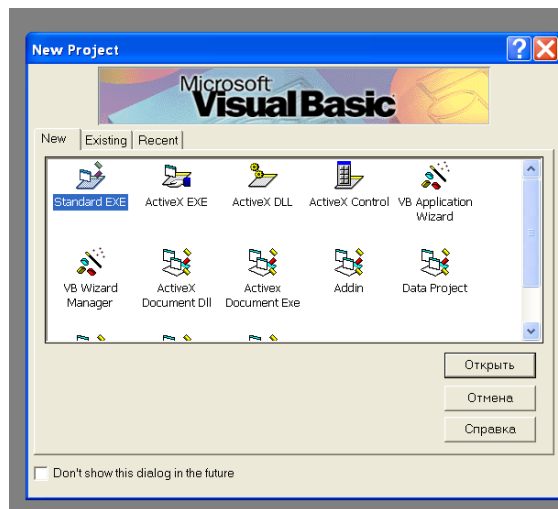 New Project
Microsoft
Visual Basic
New Existing Recent
Standard EXE ActiveX EXE ActiveX DLL ActiveX Control VB Application
Wizard
VB Wizard ActiveX Activex Addin Data Project
Manager Document Dll Document Exe
Открыть
Отмена
Справка
Don't show this dialog in the future